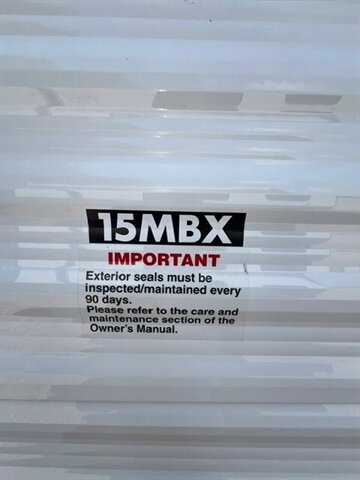 15MBX
IMPORTANT
Exterior seals must be
inspected/maintained every
90 days.
Please refer to the care and
maintenance section of the
Owner's Manual.